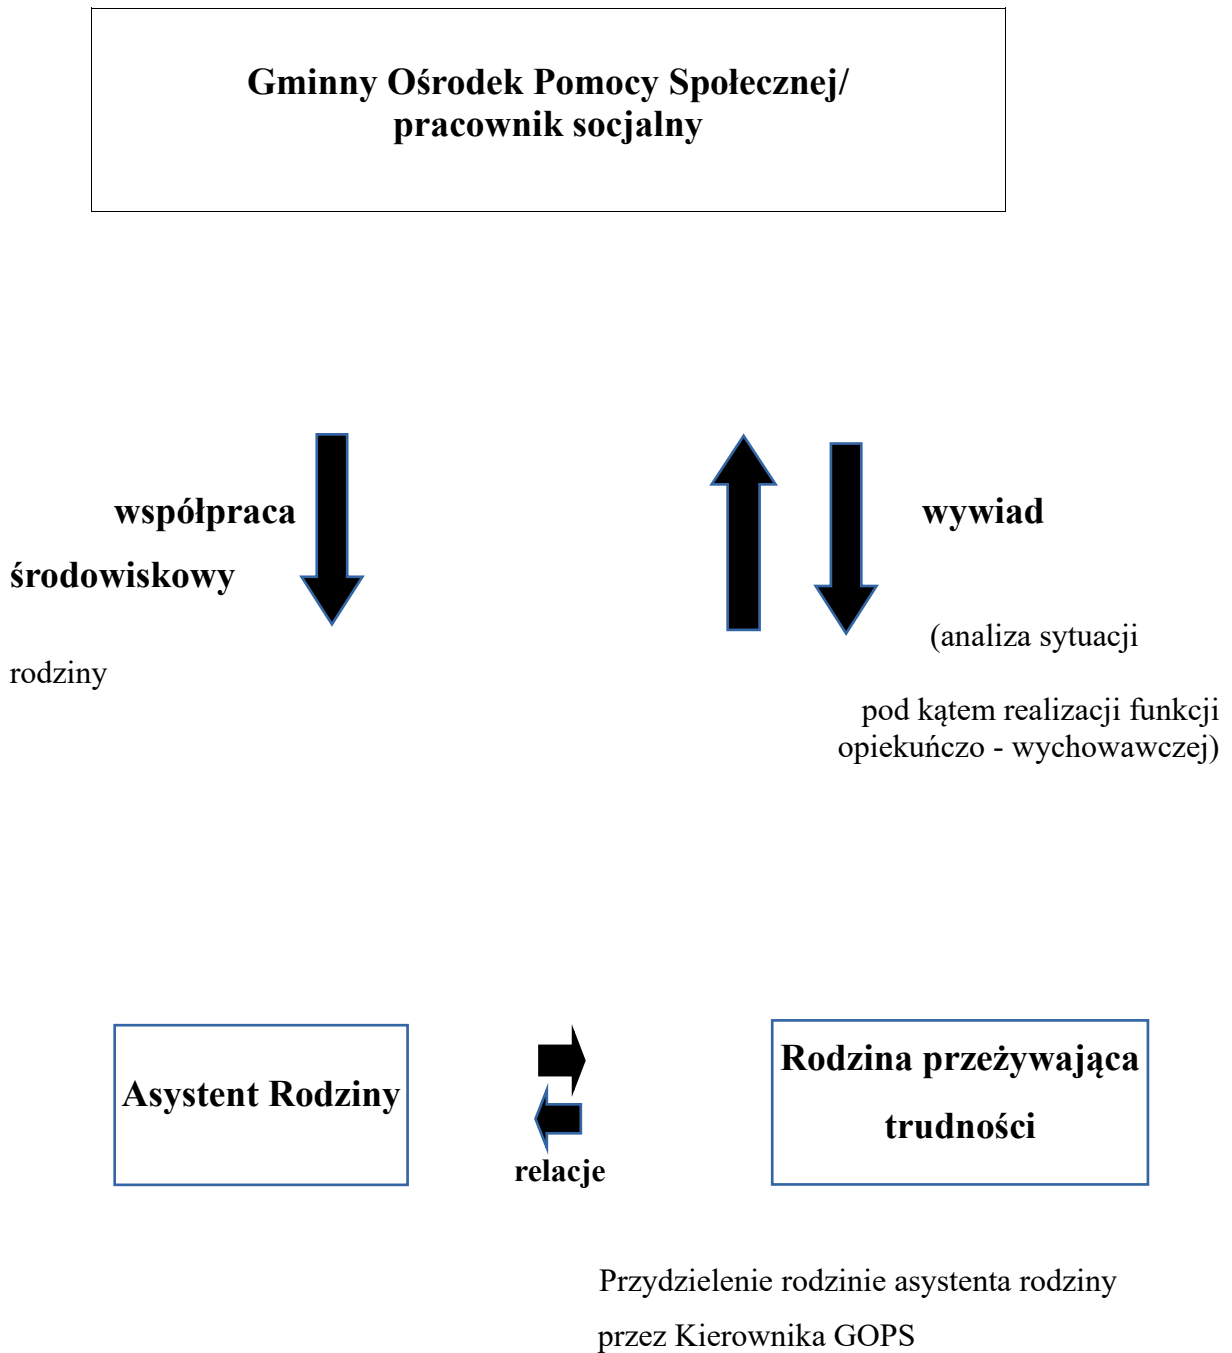 Gminny Ośrodek Pomocy Społecznej/
pracownik socjalny
współpraca wywiad
środowiskowy
(analiza sytuacji
rodziny
pod kątem realizacji funkcji
opiekuńczo - wychowawczej)
Asystent Rodziny
relacje
Rodzina przeżywająca
trudności
Przydzielenie rodzinie asystenta rodziny
przez Kierownika GOPS